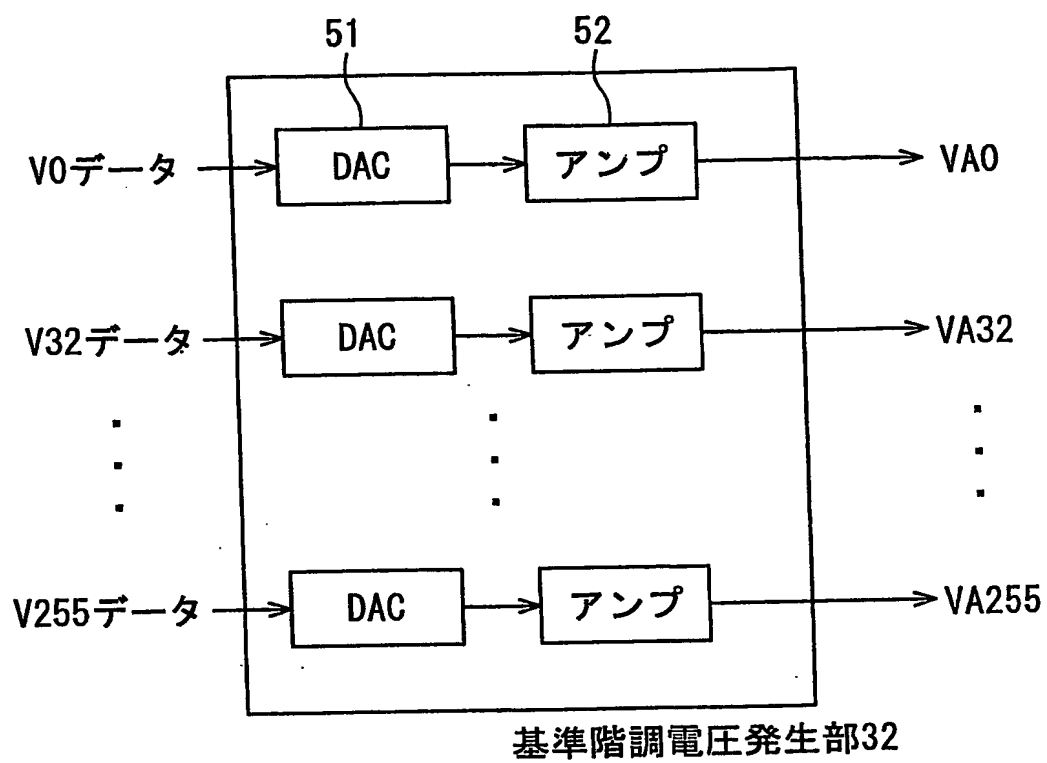 51
52
V0データ
DAC
アンプ
VA0
V32データ
DAC
アンプ
VA32
V255データ
DAC
アンプ
VA255
基準階調電圧発生部32